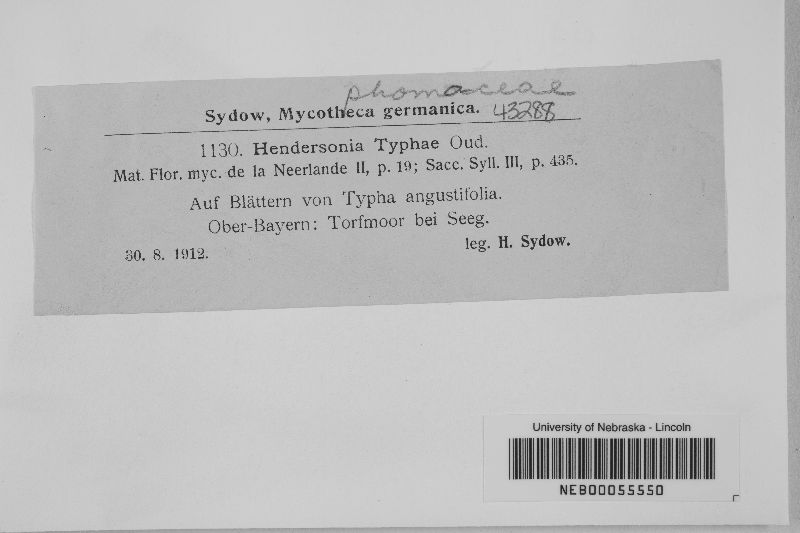 phomaceae
Sydow, Mycotheca germanica. 43288
1130. Hendersonia Typhae Oud.
Mat. Flor. myc. de la Neerlande II, p. 19; Sacc. Syll. III, p. 435.
Auf Blättern von Typha angustifolia.
Ober-Bayern: Torfmoor bei Seeg.
30. 8. 1912. leg. H. Sydow.
University of Nebraska - Lincoln
NEB00055550